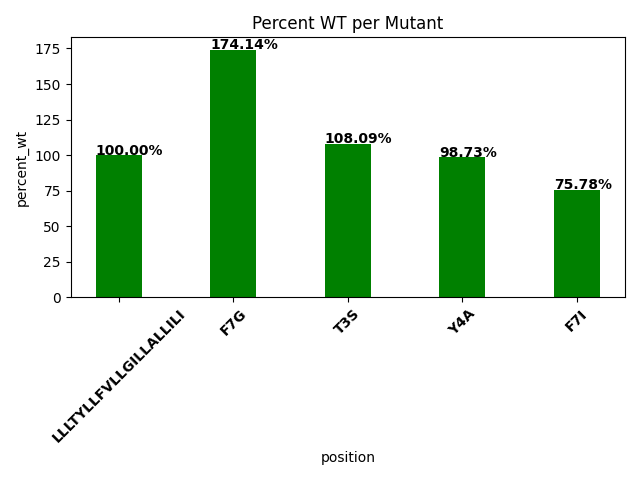 Percent WT per Mutant
percent_wt
175
150
125
100
75
50
25
0
100.00%
174.14%
108.09%
98.73%
75.78%
LLLTYLLFVLLGILLALLILI
F7G
T3S
Y4A
F7I
position